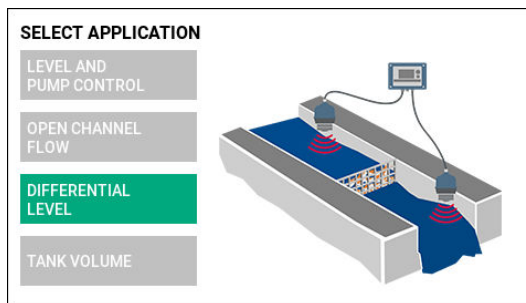 SELECT APPLICATION
LEVEL AND
PUMP CONTROL
OPEN CHANNEL
FLOW
DIFFERENTIAL
LEVEL
TANK VOLUME